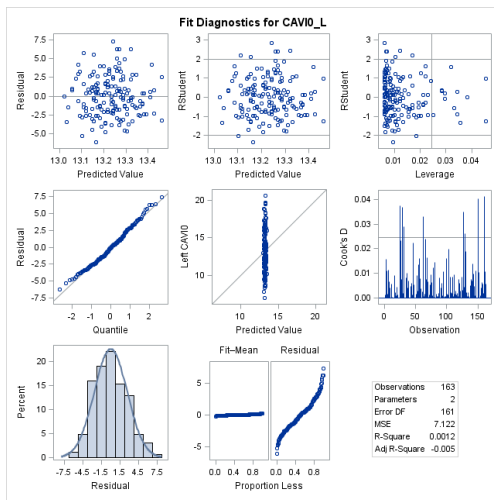 Fit Diagnostics for CAVI0_L
7.5
5.0
2.5
0.0
-2.5
-5.0
Residual
13.0 13.1 13.2 13.3 13.4
Predicted Value
3
2
1
0
-1
-2
RStudent
13.0 13.1 13.2 13.3 13.4
Predicted Value
3
2
1
0
-1
-2
RStudent
0.01 0.02 0.03 0.04
Leverage
7.5
5.0
2.5
0.0
-2.5
-5.0
-7.5
Residual
-2 -1 0 1 2
Quantile
20
15
10
Left CAVI0
10 15 20
Predicted Value
0.04
0.03
0.02
0.01
0.00
Cook's D
0 50 100 150
Observation
20
15
10
5
0
Percent
-7.5 -4.5 -1.5 1.5 4.5 7.5
Residual
Fit–Mean Residual
5
0
-5
0.0 0.4 0.8 0.0 0.4 0.8
Proportion Less
Observations 163
Parameters 2
Error DF 161
MSE 7.122
R-Square 0.0012
Adj R-Square -0.005